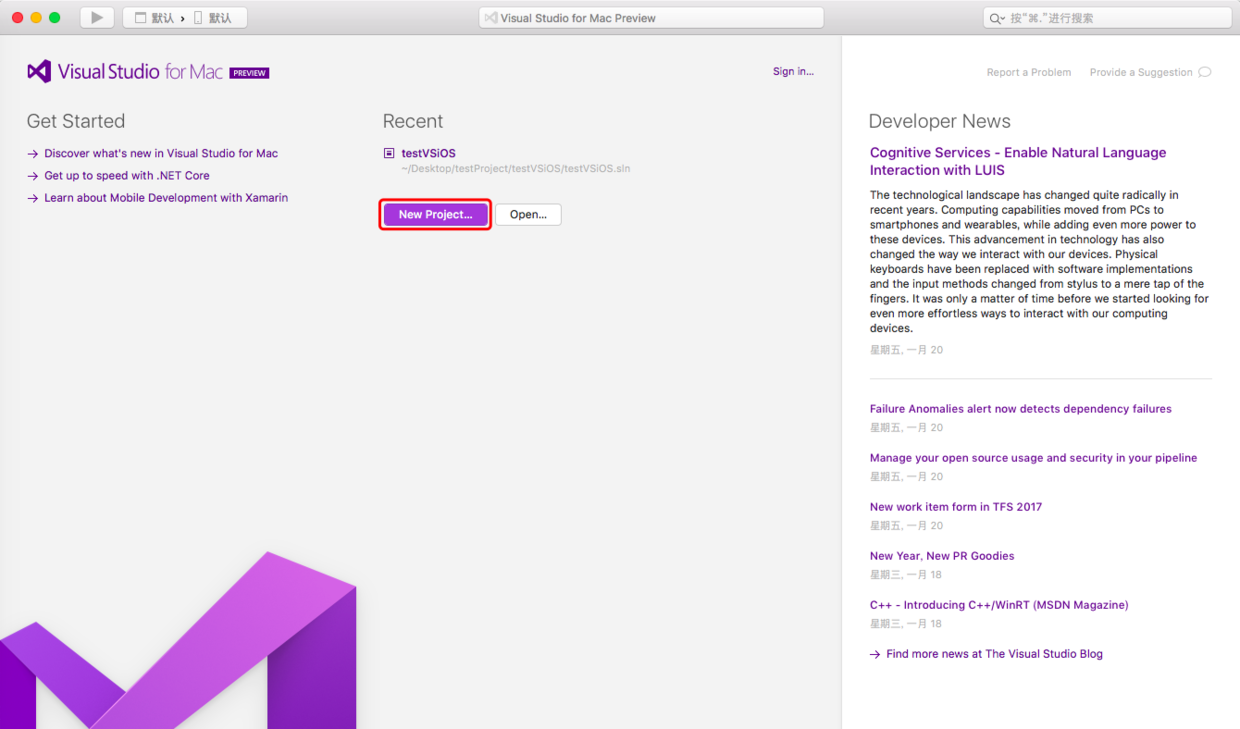 默认 › 默认
Visual Studio for Mac Preview
按“⌘.”进行搜索
Visual Studio for Mac PREVIEW
Sign in...
Get Started
Discover what's new in Visual Studio for Mac
Get up to speed with .NET Core
Learn about Mobile Development with Xamarin
Recent
testVSiOS
~/Desktop/testProject/testVSiOS/testVSiOS.sln
New Project...
Open...
Report a Problem
Provide a Suggestion
Developer News
Cognitive Services - Enable Natural Language
Interaction with LUIS
The technological landscape has changed quite radically in
recent years. Computing capabilities moved from PCs to
smartphones and wearables, while adding even more power to
these devices. This advancement in technology has also
changed the way we interact with our devices. Physical
keyboards have been replaced with software implementations
and the input methods changed from stylus to a mere tap of the
fingers. It was only a matter of time before we started looking for
even more effortless ways to interact with our computing
devices.
星期五, 一月 20
Failure Anomalies alert now detects dependency failures
星期五, 一月 20
Manage your open source usage and security in your pipeline
星期五, 一月 20
New work item form in TFS 2017
星期五, 一月 20
New Year, New PR Goodies
星期三, 一月 18
C++ - Introducing C++/WinRT (MSDN Magazine)
星期三, 一月 18
Find more news at The Visual Studio Blog